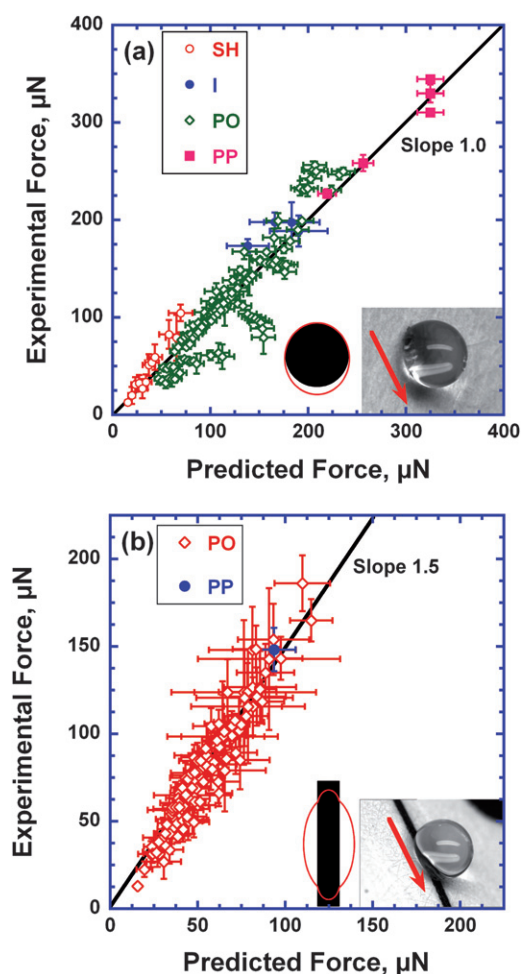 (a)
SH
I
PO
PP
Slope 1.0
Experimental Force, µN
400
300
200
100
0
0 100 200 300 400
Predicted Force, µN
(b)
PO
PP
Slope 1.5
Experimental Force, µN
200
150
100
50
0
0 50 100 150 200
Predicted Force, µN